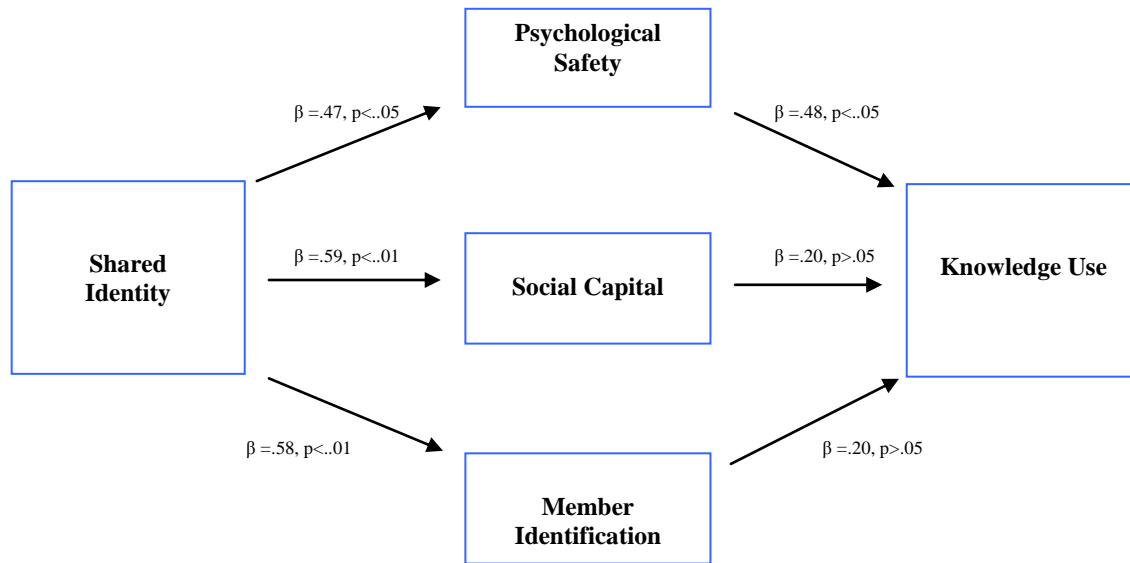 Psychological
Safety
β =.47, p<..05
β =.48, p<..05
Shared
Identity
β =.59, p<..01
Social Capital
β =.20, p>.05
Knowledge Use
β =.58, p<..01
β =.20, p>.05
Member
Identification